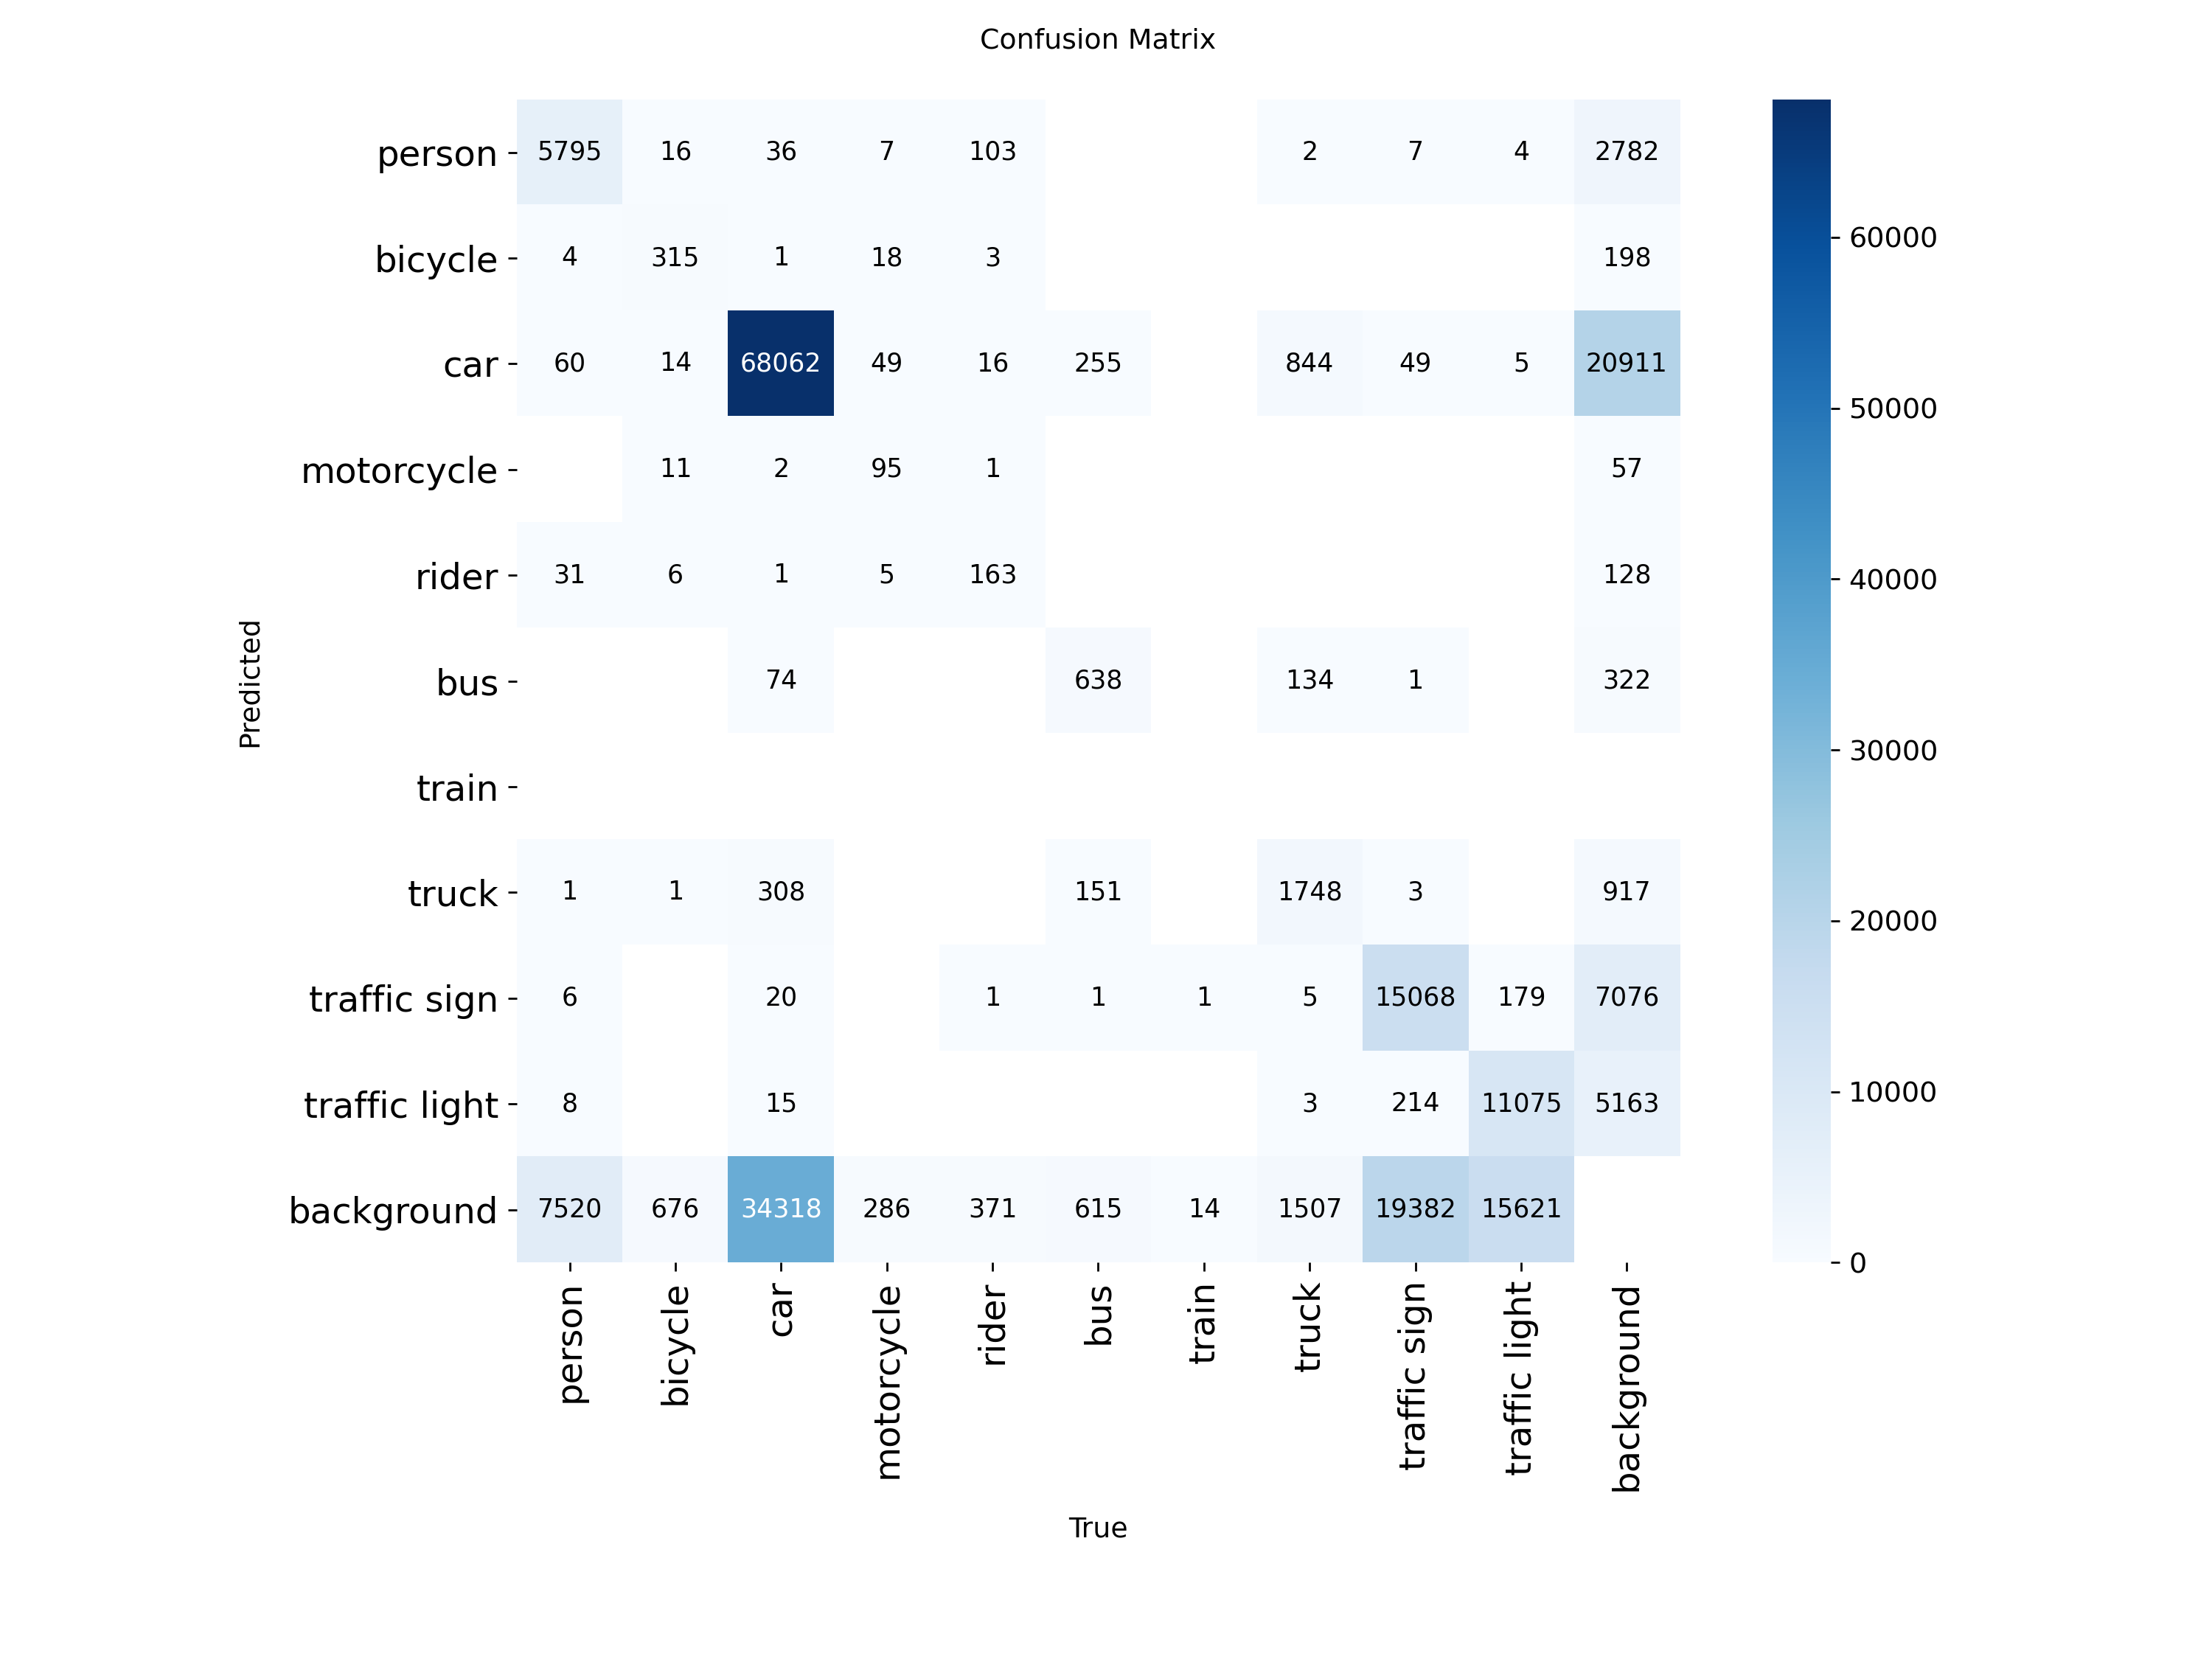 Confusion Matrix
person 5795 16 36 7 103 2 7 4 2782
bicycle 4 315 1 18 3 198
car 60 14 68062 49 16 255 844 49 5 20911
motorcycle 11 2 95 1 57
rider 31 6 1 5 163 128
bus 74 638 134 1 322
train
truck 1 1 308 151 1748 3 917
traffic sign 6 20 1 1 1 5 15068 179 7076
traffic light 8 15 3 214 11075 5163
background 7520 676 34318 286 371 615 14 1507 19382 15621
Predicted
person
bicycle
car
motorcycle
rider
bus
train
truck
traffic sign
traffic light
background
True
60000
50000
40000
30000
20000
10000
0